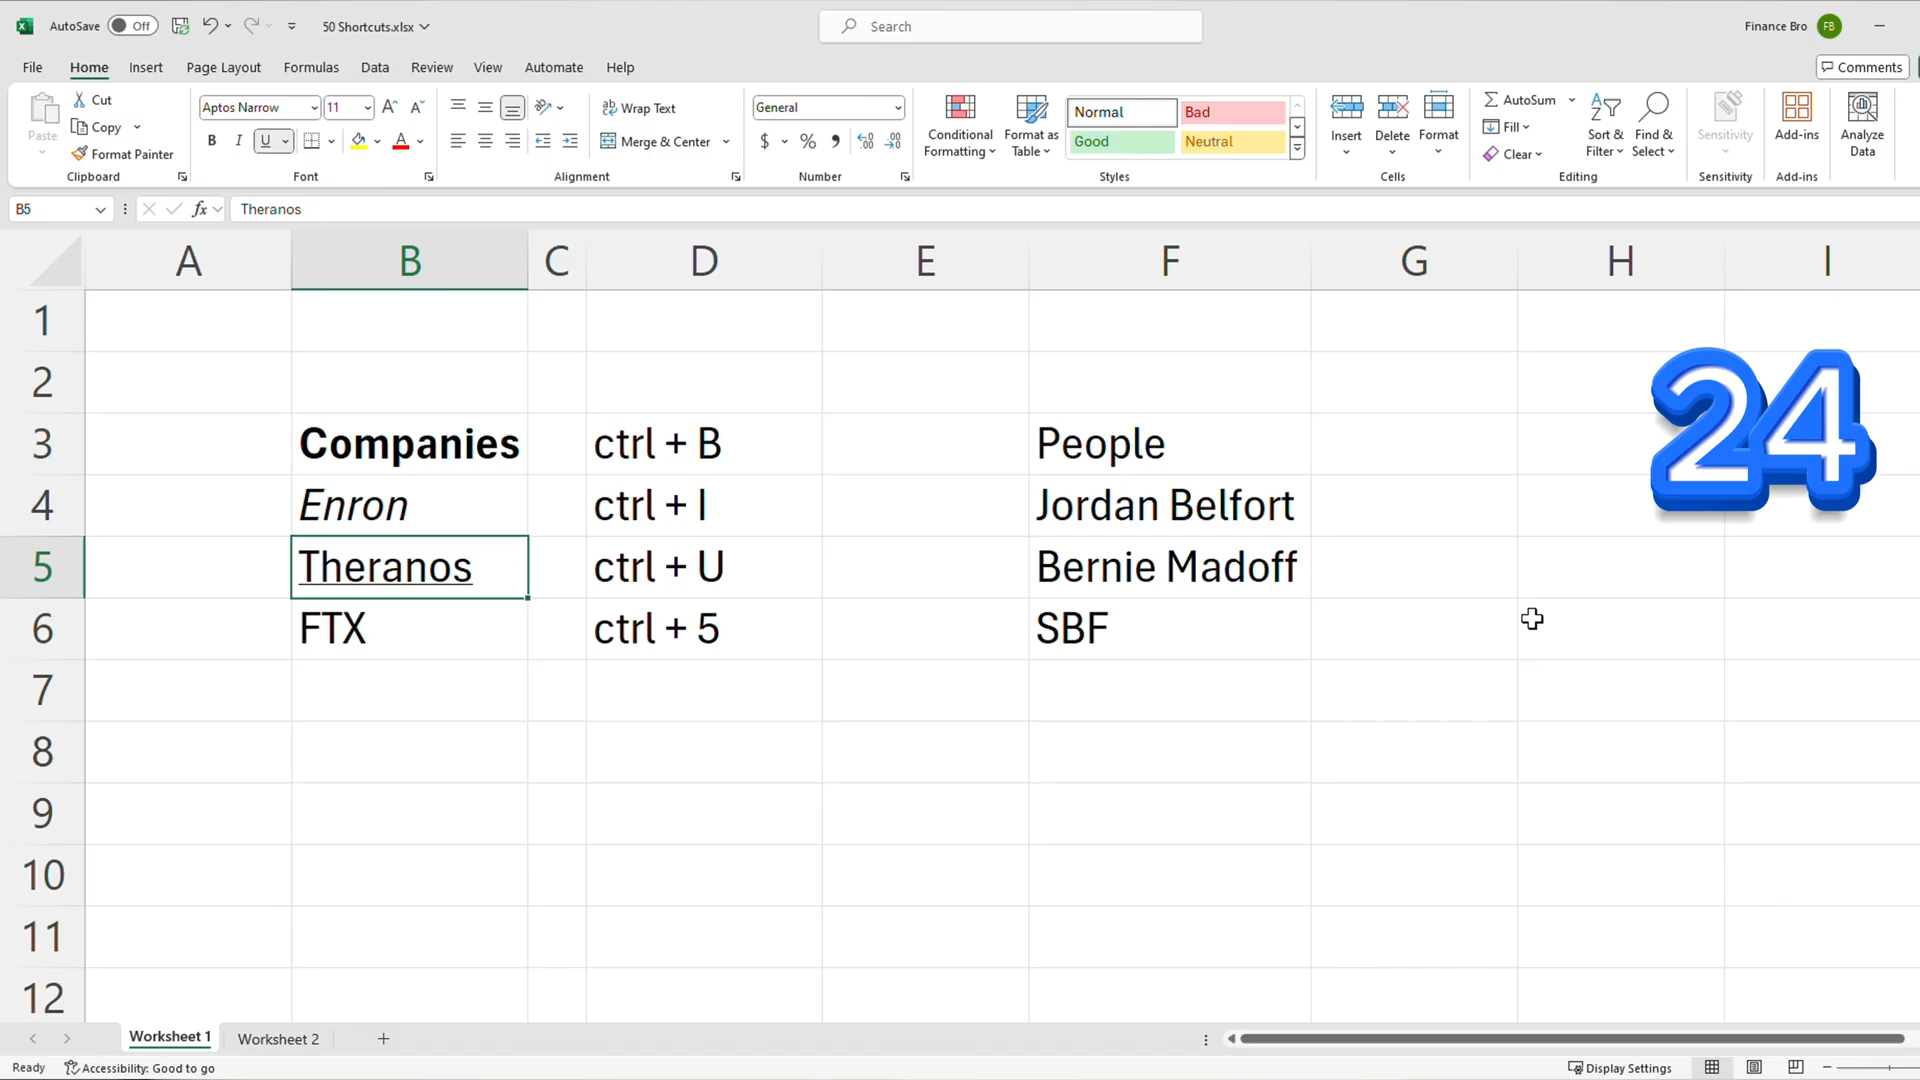 AutoSave Off 50 Shortcuts.xlsx Search Finance Bro FB
File Home Insert Page Layout Formulas Data Review View Automate Help Comments
Paste
Cut
Copy
Format Painter
Clipboard
Aptos Narrow 11
B I U
Font
Wrap Text
Merge & Center
Alignment
General
$ % 
Number
Conditional Formatting
Format as Table
Normal Bad
Good Neutral
Styles
Insert Delete Format
Cells
AutoSum
Fill
Clear
Sort & Filter
Find & Select
Editing
Sensitivity
Sensitivity
Add-ins
Add-ins
Analyze Data
B5 fx Theranos
A B C D E F G H I
1
2
3 Companies ctrl + B People
4 Enron ctrl + I Jordan Belfort
5 Theranos ctrl + U Bernie Madoff
6 FTX ctrl + 5 SBF
7
8
9
10
11
12
24
Worksheet 1 Worksheet 2
Ready Accessibility: Good to go Display Settings